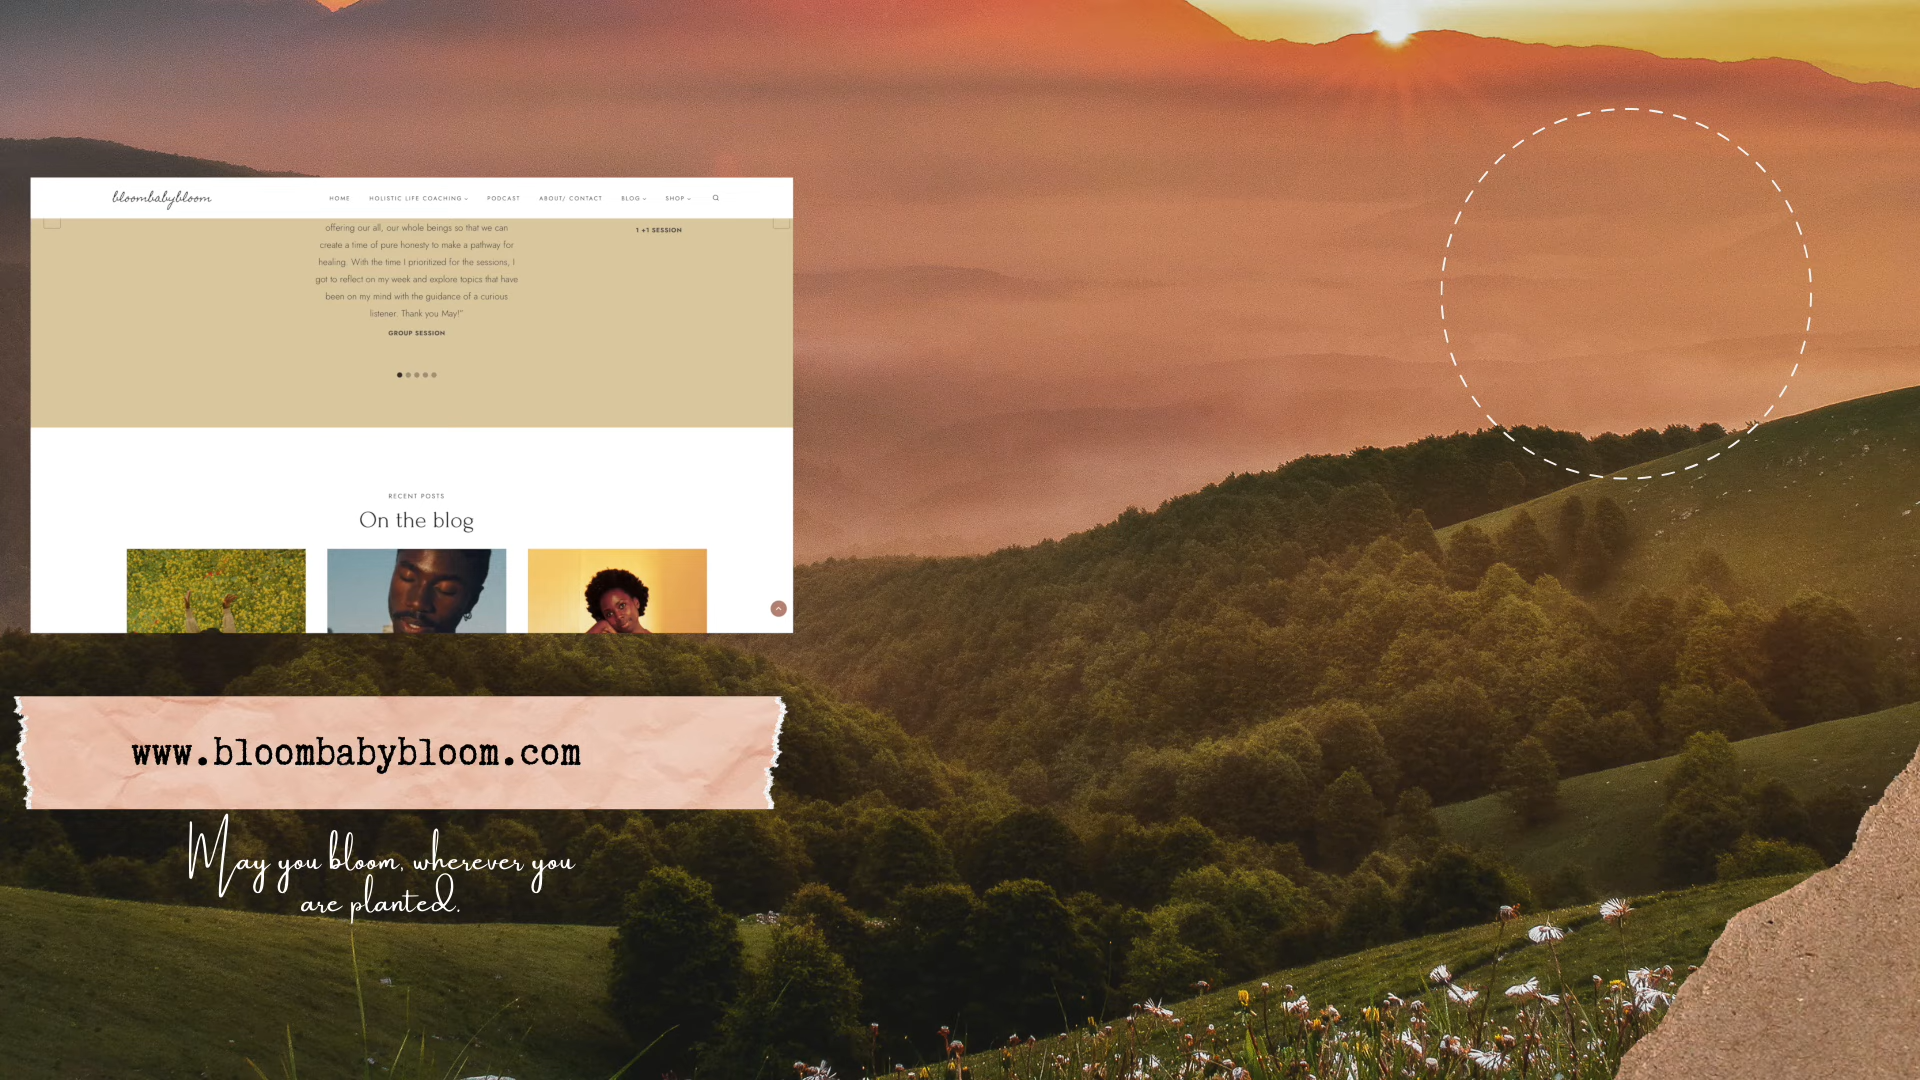 bloombabybloom
HOME HOLISTIC LIFE COACHING PODCAST ABOUT/ CONTACT BLOG SHOP
offering our all, our whole beings so that we can
create a time of pure honesty to make a pathway for
healing. With the time I prioritized for the sessions, I
got to reflect on my week and explore topics that have
been on my mind with the guidance of a curious
listener. Thank you May!"
GROUP SESSION
1 +1 SESSION
RECENT POSTS
On the blog
www.bloombabybloom.com
May you bloom, wherever you
are planted.